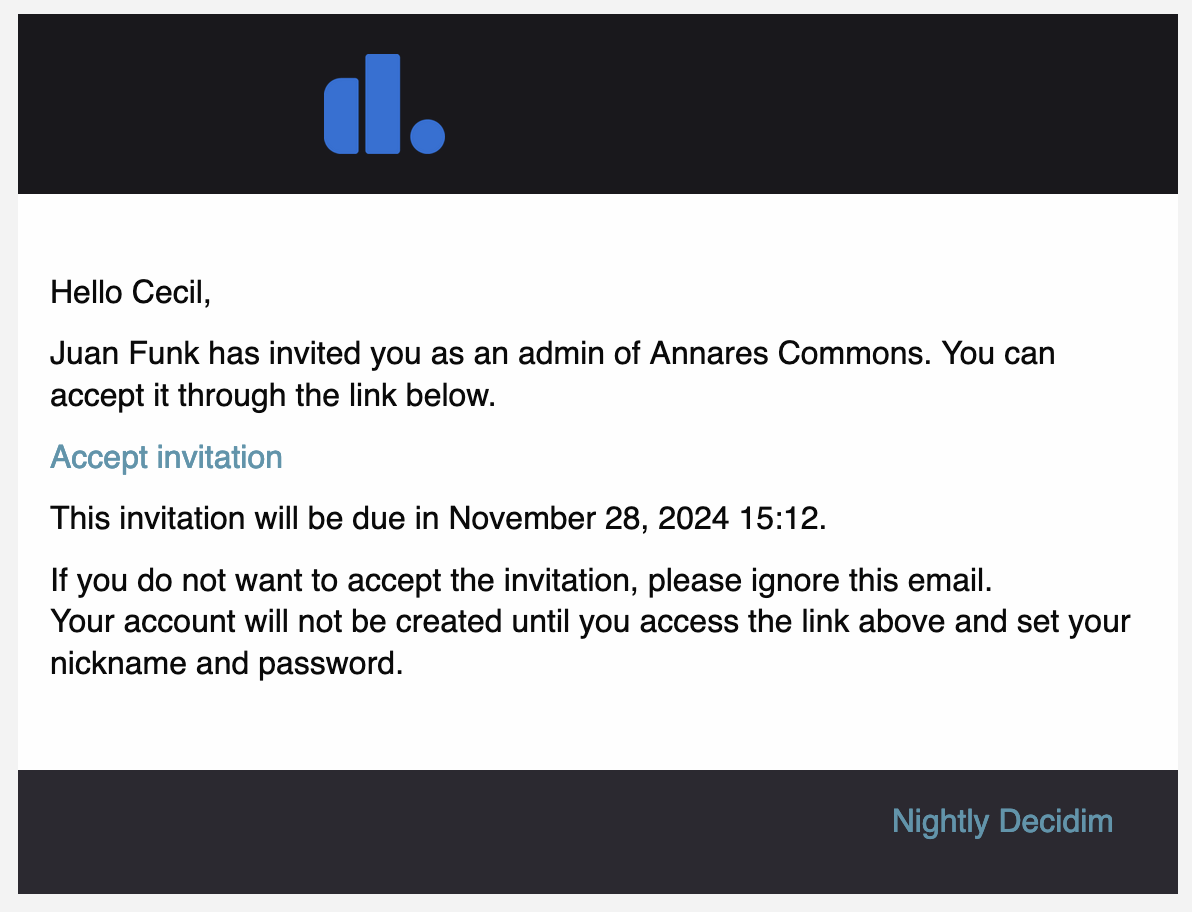 Hello Cecil,
Juan Funk has invited you as an admin of Annares Commons. You can
accept it through the link below.
Accept invitation
This invitation will be due in November 28, 2024 15:12.
If you do not want to accept the invitation, please ignore this email.
Your account will not be created until you access the link above and set your
nickname and password.
Nightly Decidim